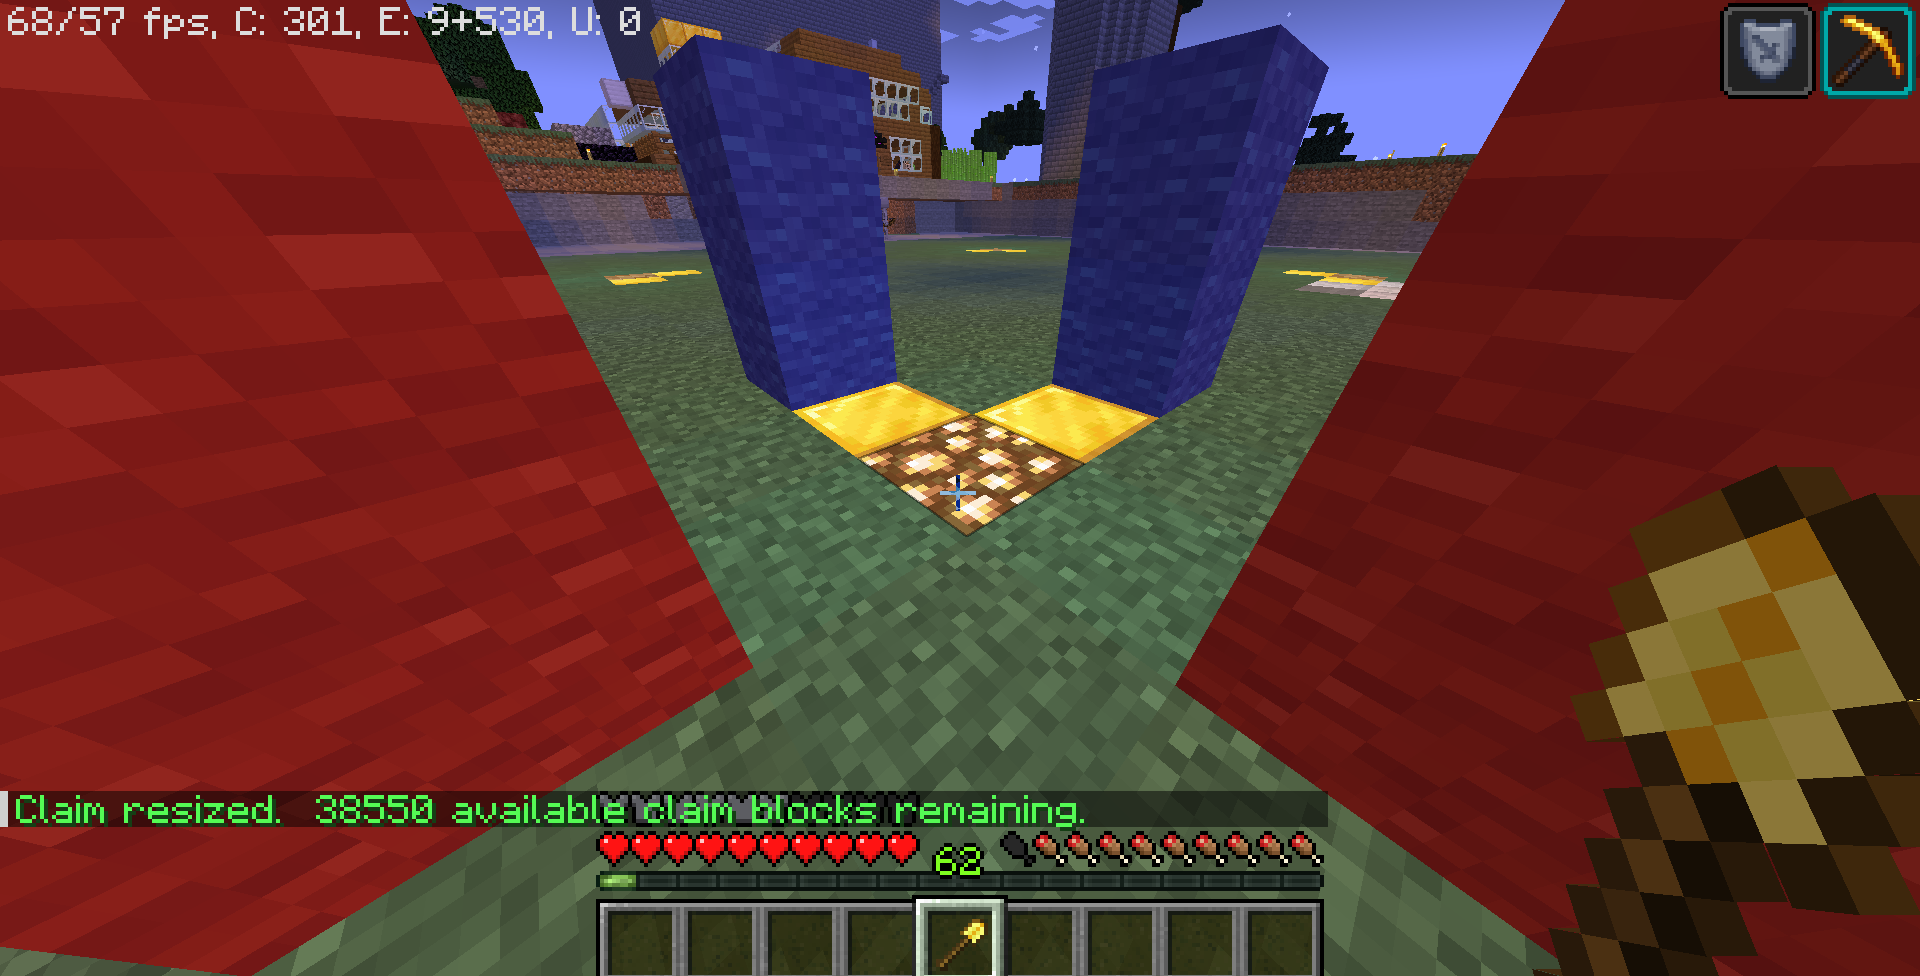 68/57 fps, C: 301, E: 9+530, U: 0
Claim resized.  38550 available claim blocks remaining.
62